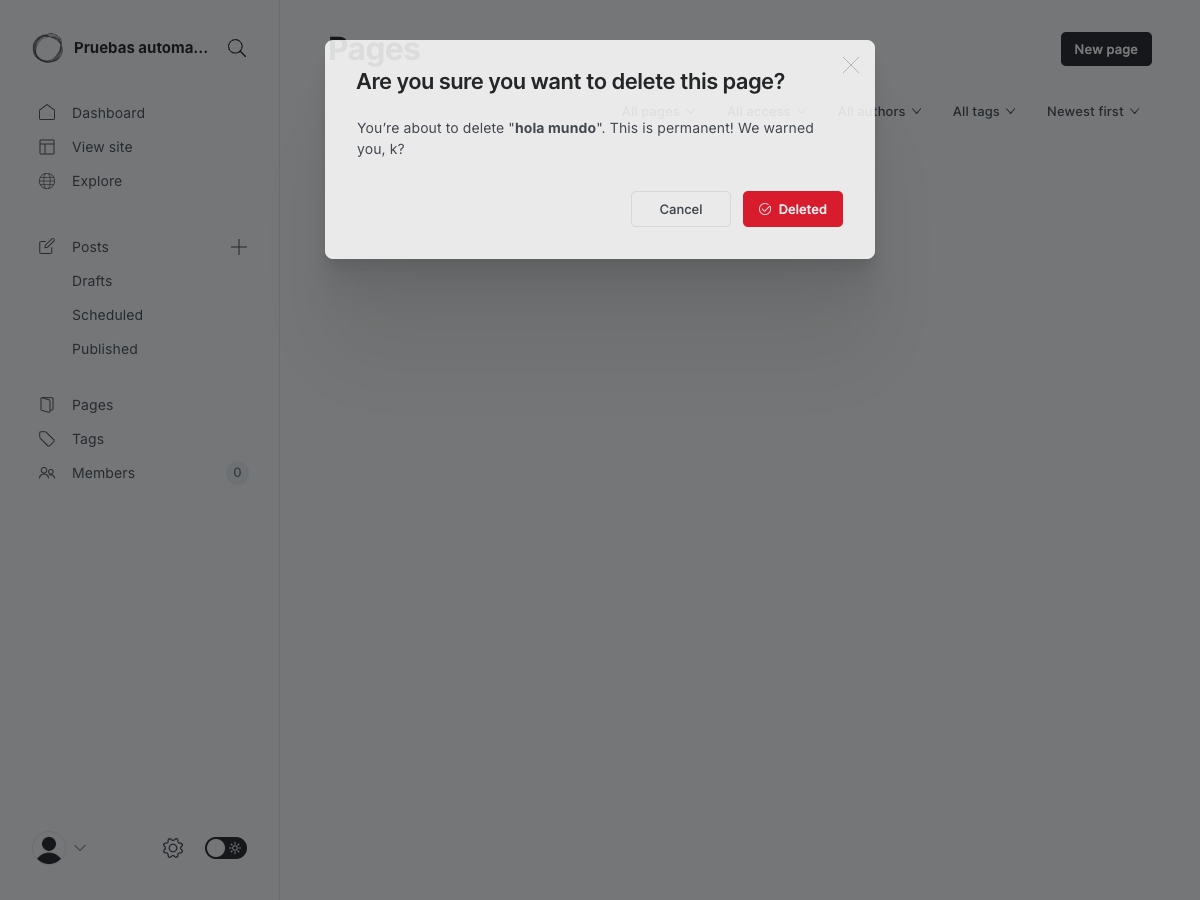 Pruebas automa...
Dashboard
View site
Explore
Posts
Drafts
Scheduled
Published
Pages
Tags
Members 0
Pages
New page
All pages All access All authors All tags Newest first
Are you sure you want to delete this page?
You’re about to delete "hola mundo". This is permanent! We warned
you, k?
Cancel Deleted